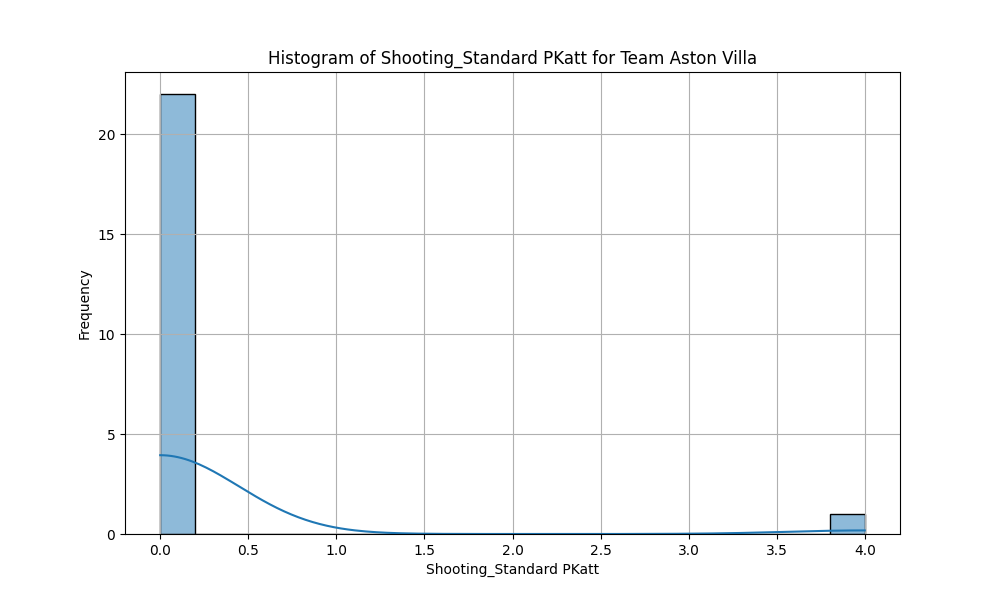 Histogram of Shooting_Standard PKatt for Team Aston Villa
20
15
10
5
0
Frequency
0.0 0.5 1.0 1.5 2.0 2.5 3.0 3.5 4.0
Shooting_Standard PKatt